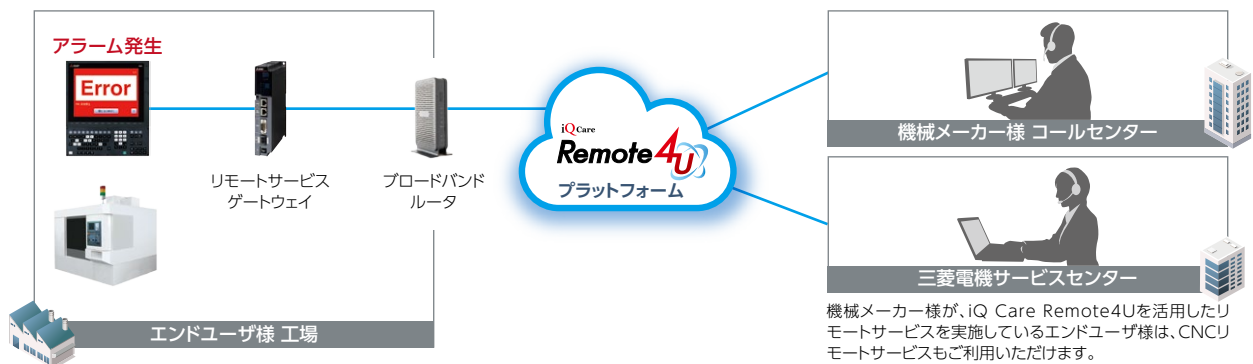 アラーム発生
Error
リモートサービス
ゲートウェイ
ブロードバンド
ルータ
エンドユーザ様 工場
iQ Care
Remote4U
プラットフォーム
機械メーカー様 コールセンター
三菱電機サービスセンター
機械メーカー様が、iQ Care Remote4Uを活用したリ
モートサービスを実施しているエンドユーザ様は、CNCリ
モートサービスもご利用いただけます。